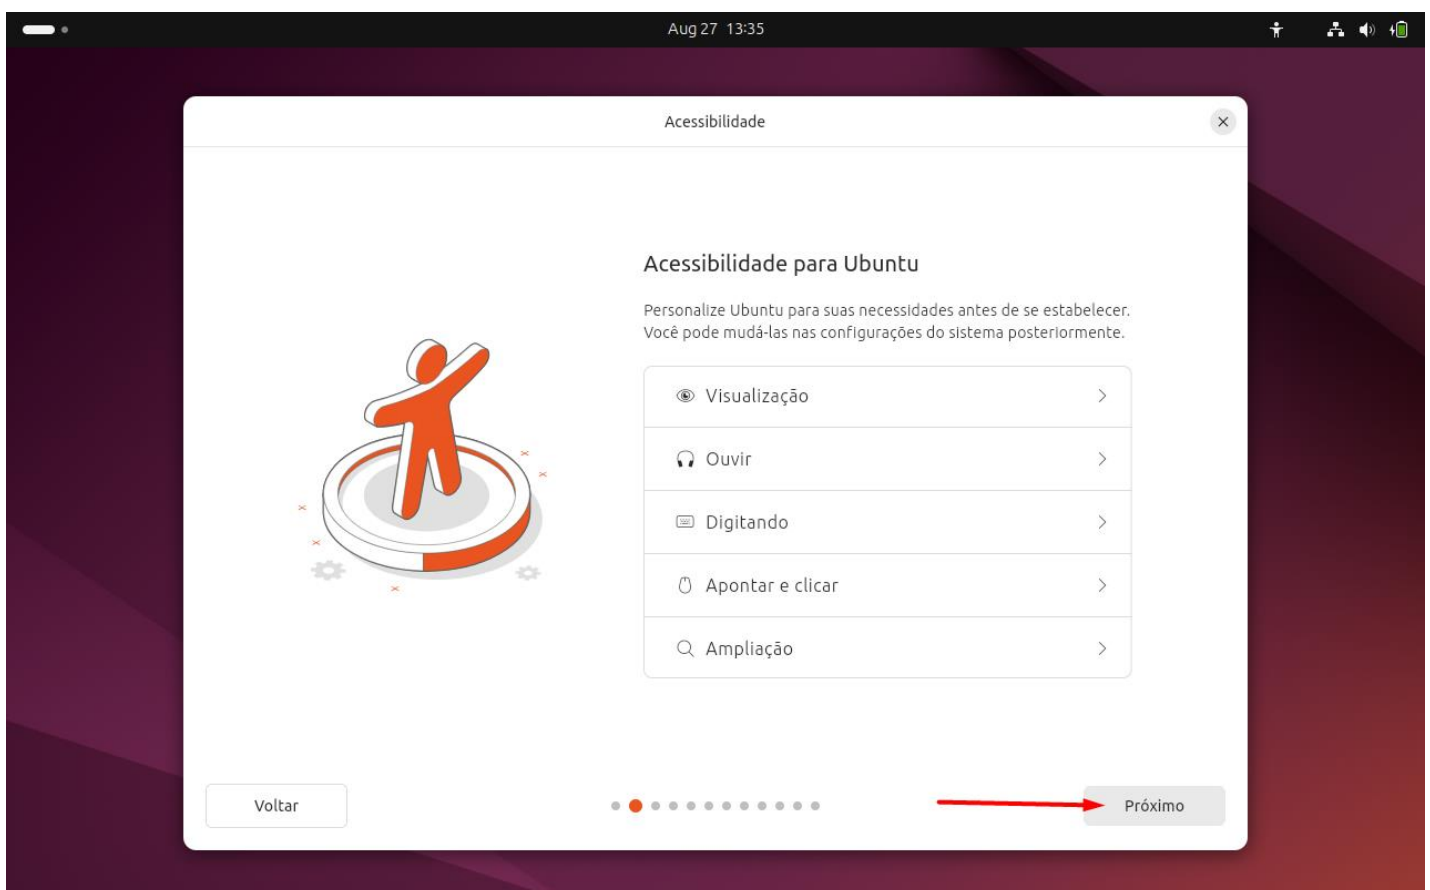 Aug 27 13:35
Acessibilidade
Acessibilidade para Ubuntu
Personalize Ubuntu para suas necessidades antes de se estabelecer.
Você pode mudá-las nas configurações do sistema posteriormente.
Visualização
Ouvir
Digitando
Apontar e clicar
Ampliação
Voltar
Próximo